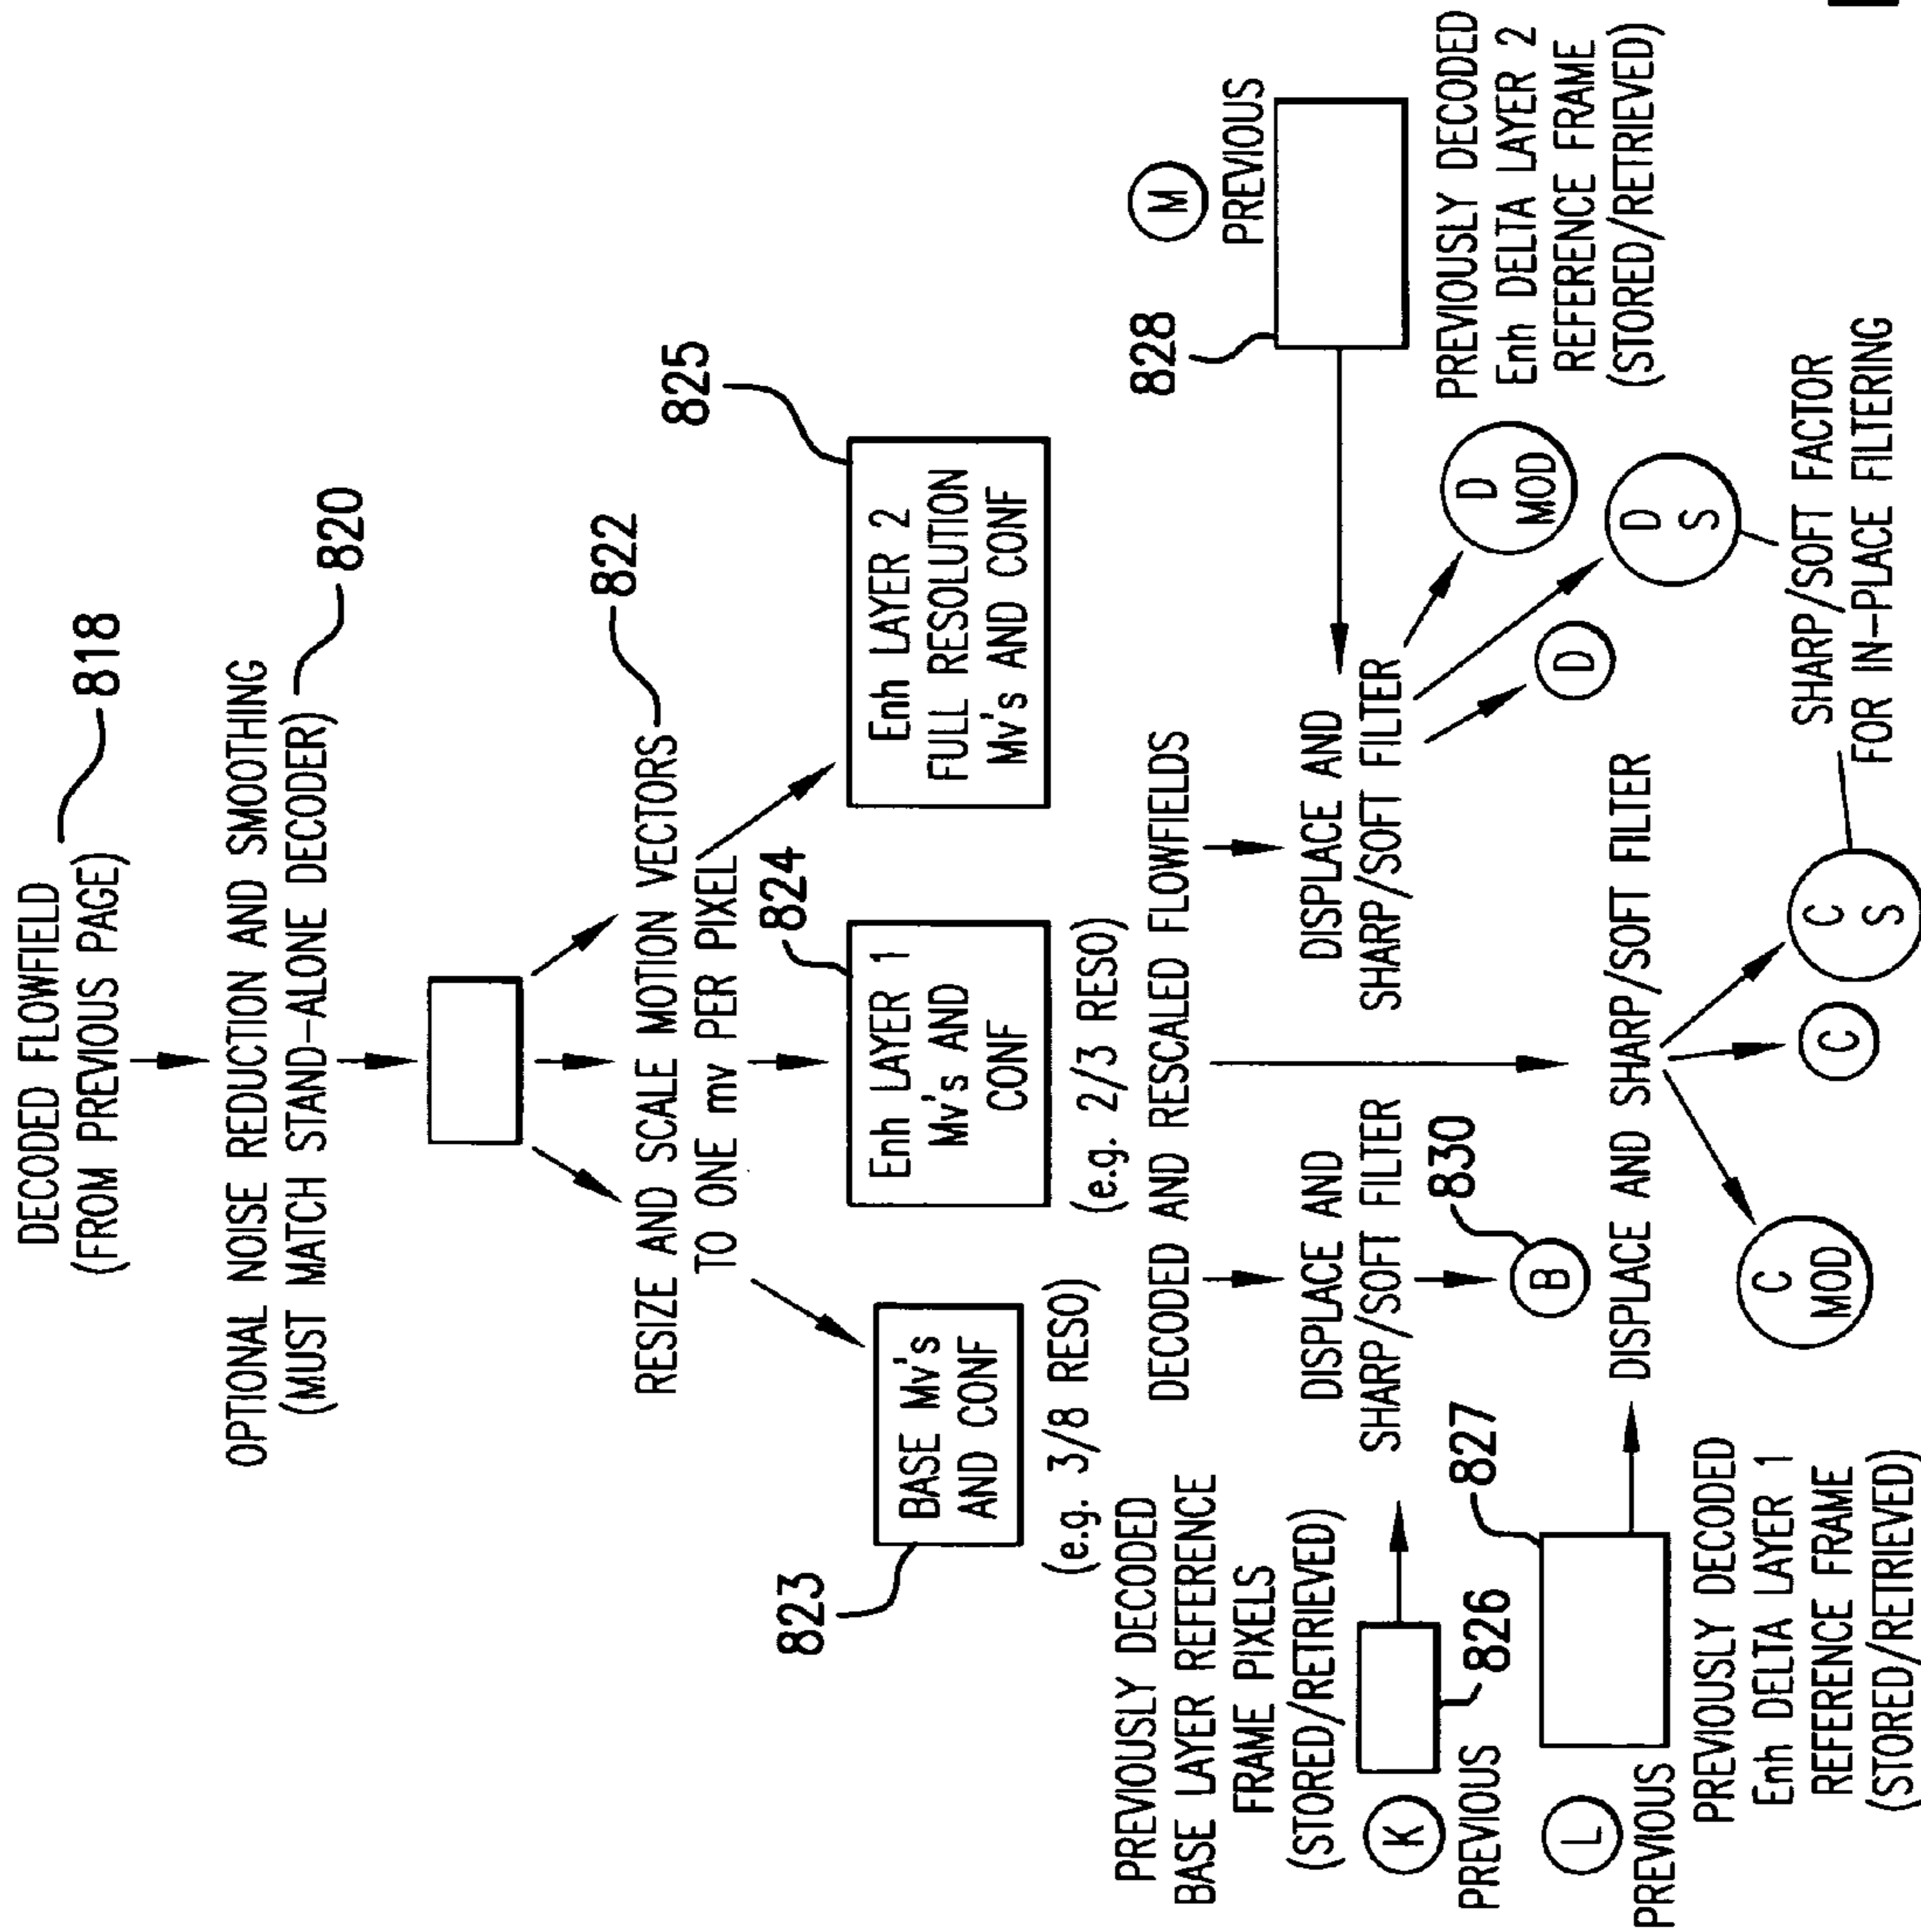 DECODED FLOWFIELD
(FROM PREVIOUS PAGE)
818
OPTIONAL NOISE REDUCTION AND SMOOTHING
(MUST MATCH STAND-ALONE DECODER)
820
RESIZE AND SCALE MOTION VECTORS
TO ONE mv PER PIXEL
822
823
BASE Mv's
AND CONF
(e.g. 3/8 RESO)
824
Enh LAYER 1
Mv's AND
CONF
(e.g. 2/3 RESO)
825
Enh LAYER 2
FULL RESOLUTION
Mv's AND CONF
DECODED AND RESCALED FLOWFIELDS
PREVIOUSLY DECODED
BASE LAYER REFERENCE
FRAME PIXELS
(STORED/RETRIEVED)
K
PREVIOUS
826
DISPLACE AND
SHARP/SOFT FILTER
830
B
M
PREVIOUS
828
PREVIOUSLY DECODED
Enh DELTA LAYER 2
REFERENCE FRAME
(STORED/RETRIEVED)
DISPLACE AND
SHARP/SOFT FILTER
D
D
S
D
MOD
827
L
PREVIOUS
PREVIOUSLY DECODED
Enh DELTA LAYER 1
REFERENCE FRAME
(STORED/RETRIEVED)
DISPLACE AND SHARP/SOFT FILTER
C
MOD
C
C
S
SHARP/SOFT FACTOR
FOR IN-PLACE FILTERING